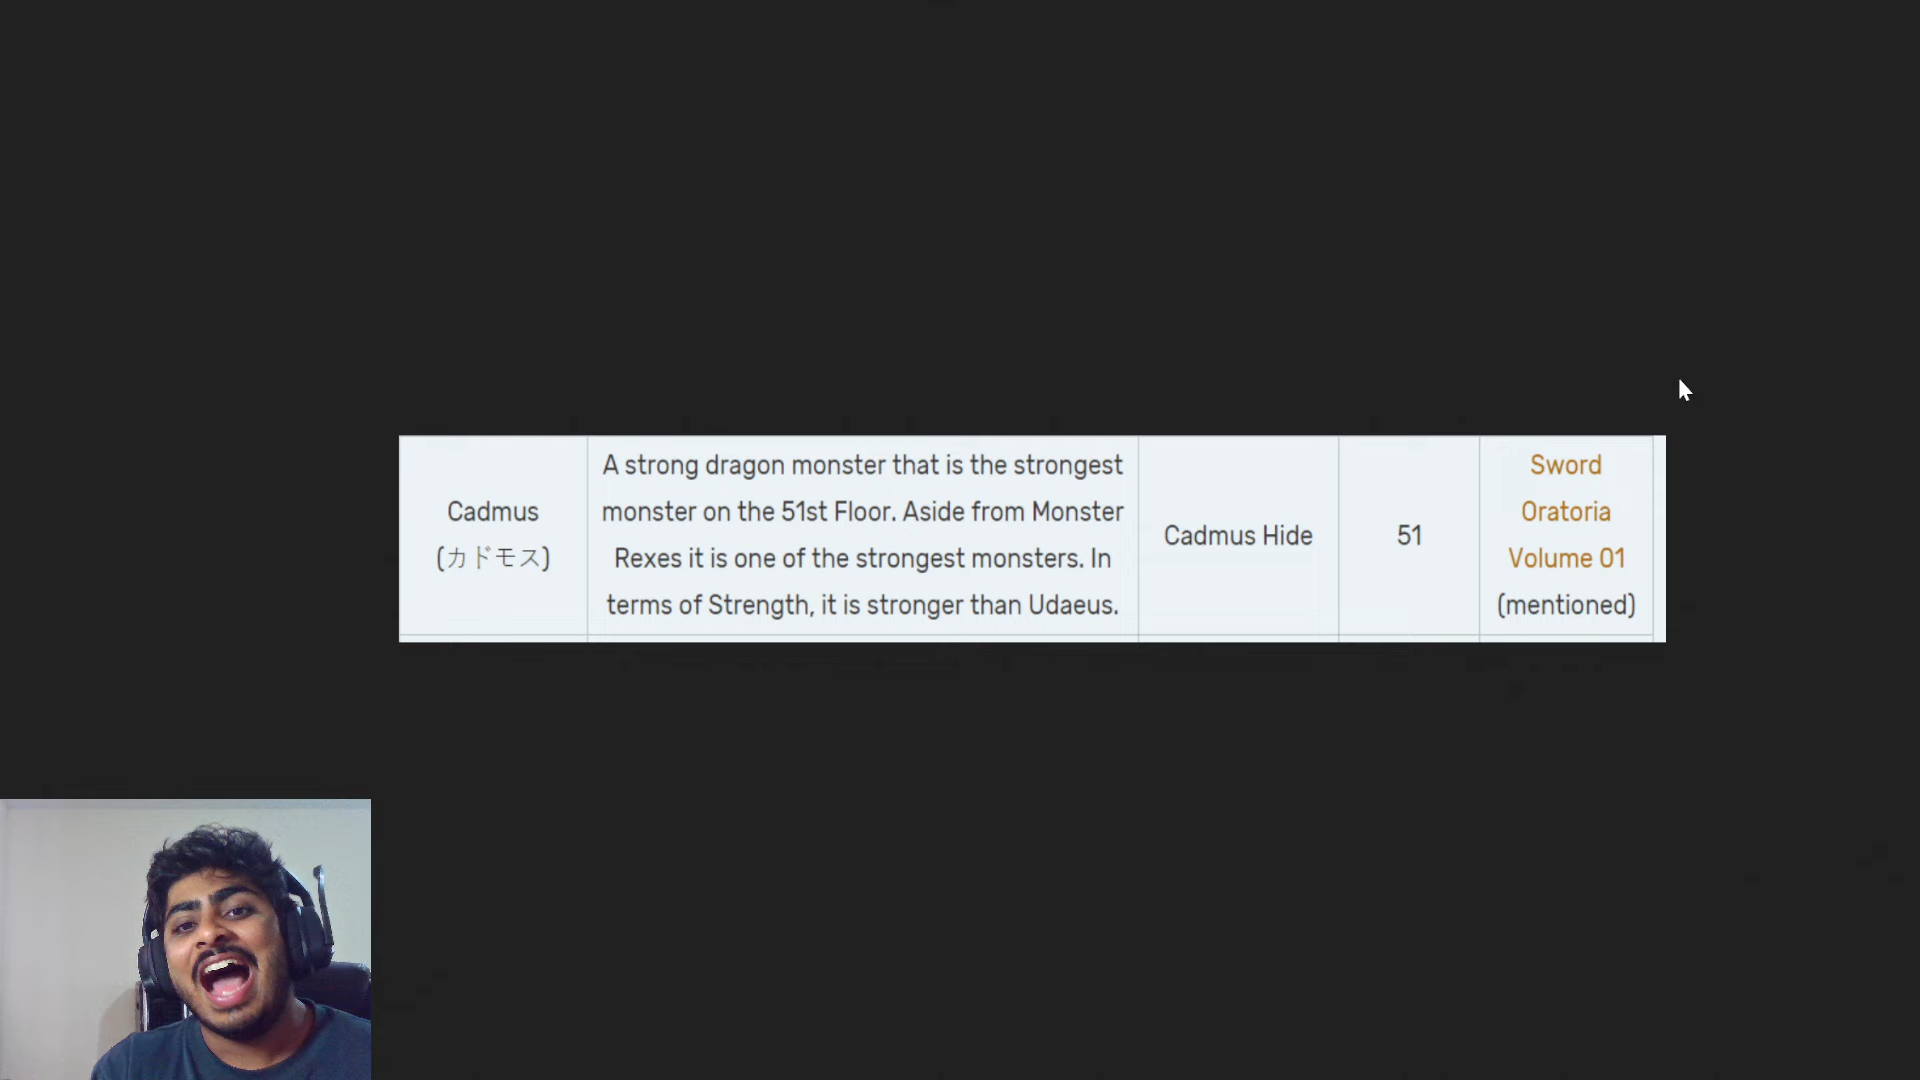 Cadmus
(カドモス)
A strong dragon monster that is the strongest
monster on the 51st Floor. Aside from Monster
Rexes it is one of the strongest monsters. In
terms of Strength, it is stronger than Udaeus.
Cadmus Hide
51
Sword
Oratoria
Volume 01
(mentioned)